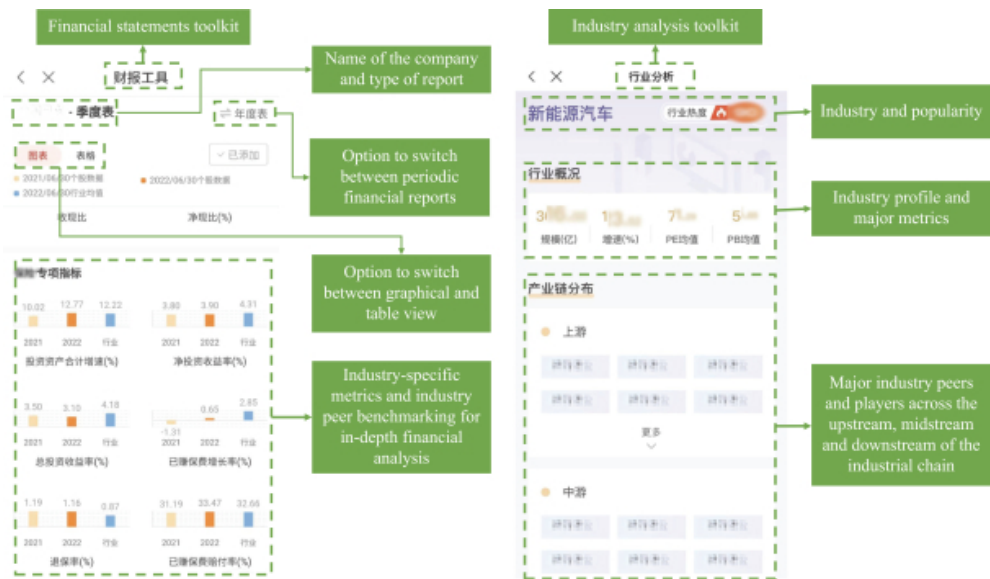 Financial statements toolkit
财报工具
- 季度表
年度表
图表
表格
已添加
2021/06/30个股数据
2022/06/30个股数据
2022/06/30行业均值
收现比
净现比(%)
专项指标
10.02
12.77
12.22
3.80
3.90
4.31
2021
2022
行业
2021
2022
行业
投资资产合计增速(%)
净投资收益率(%)
3.50
3.10
4.18
-1.31
0.65
2.85
2021
2022
行业
2021
2022
行业
总投资收益率(%)
已赚保费增长率(%)
1.19
1.16
0.87
31.19
33.47
32.66
2021
2022
行业
2021
2022
行业
退保率(%)
已赚保费赔付率(%)
Name of the company
and type of report
Option to switch
between periodic
financial reports
Option to switch
between graphical and
table view
Industry-specific
metrics and industry
peer benchmarking for
in-depth financial
analysis
Industry analysis toolkit
行业分析
新能源汽车
行业热度
行业概况
规模(亿)
增速(%)
PE均值
PB均值
产业链分布
上游
更多
中游
Industry and popularity
Industry profile and
major metrics
Major industry peers
and players across the
upstream, midstream
and downstream of the
industrial chain